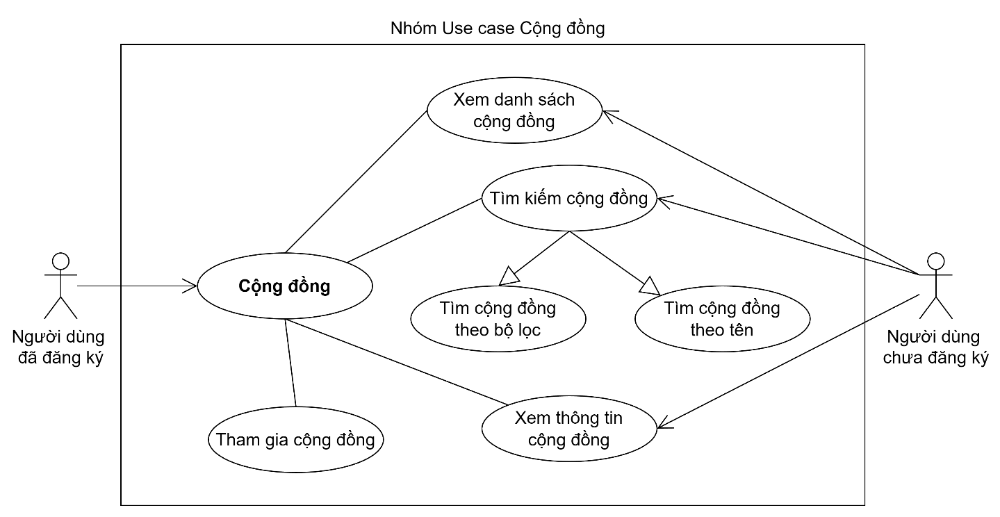 Nhóm Use case Cộng đồng
Xem danh sách
cộng đồng
Tìm kiếm cộng đồng
Cộng đồng
Tìm cộng đồng
theo bộ lọc
Tìm cộng đồng
theo tên
Người dùng
đã đăng ký
Người dùng
chưa đăng ký
Xem thông tin
cộng đồng
Tham gia cộng đồng